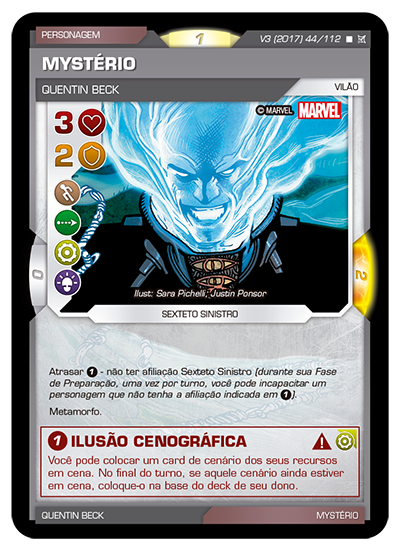 PERSONAGEM
1
V3 (2017) 44/112
MYSTÉRIO
QUENTIN BECK
VILÃO
3
2
© MARVEL MARVEL
0
2
Ilust: Sara Pichelli, Justin Ponsor
SEXTETO SINISTRO
Atrasar 1 - não ter afiliação Sexteto Sinistro (durante sua Fase
de Preparação, uma vez por turno, você pode incapacitar um
personagem que não tenha a afiliação indicada em 1).
Metamorfo.
1 ILUSÃO CENOGRÁFICA
Você pode colocar um card de cenário dos seus recursos
em cena. No final do turno, se aquele cenário ainda estiver
em cena, coloque-o na base do deck de seu dono.
QUENTIN BECK
MYSTÉRIO